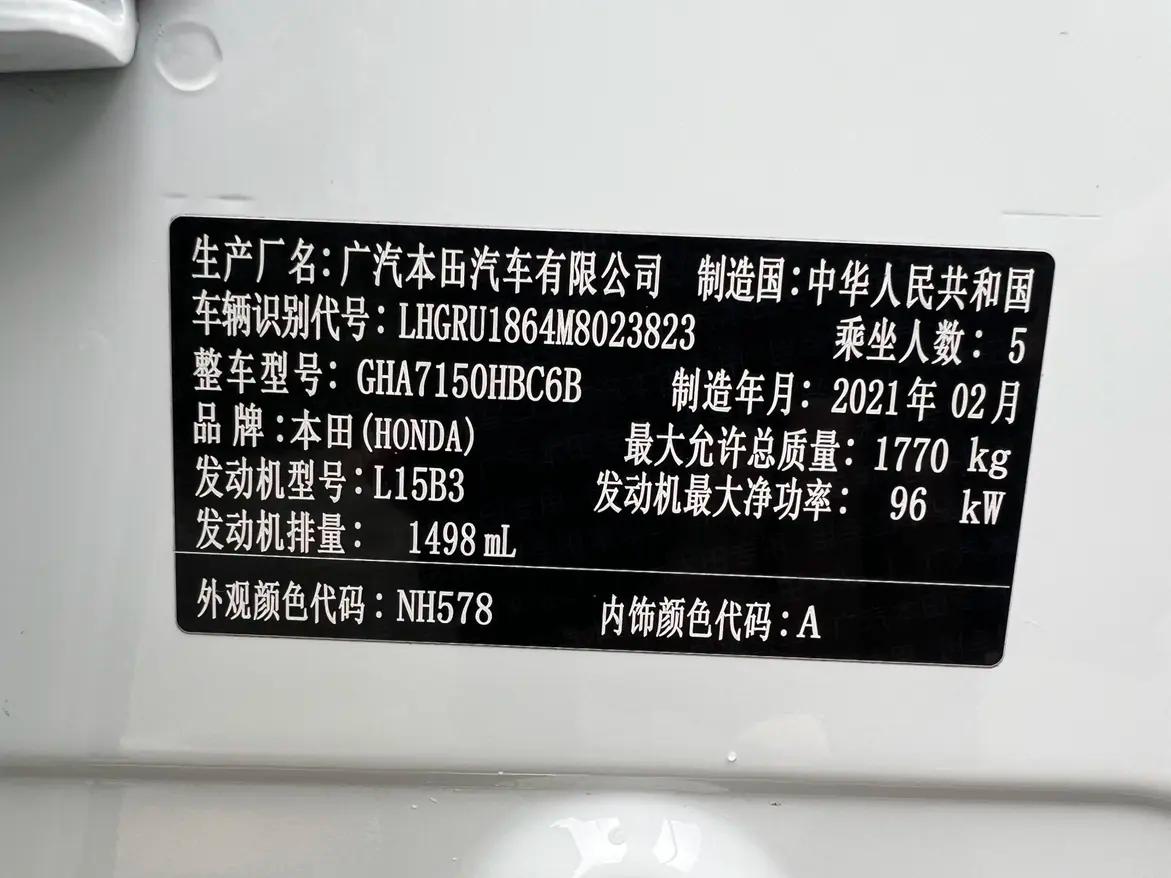 生产厂名：广汽本田汽车有限公司 制造国：中华人民共和国
车辆识别代号：LHGRU1864M8023823 乘坐人数：5
整车型号：GHA7150HBC6B 制造年月：2021年 02月
品 牌：本田(HONDA) 最大允许总质量：1770 kg
发动机型号：L15B3 发动机最大净功率： 96 kW
发动机排量： 1498 mL
外观颜色代码：NH578 内饰颜色代码：A